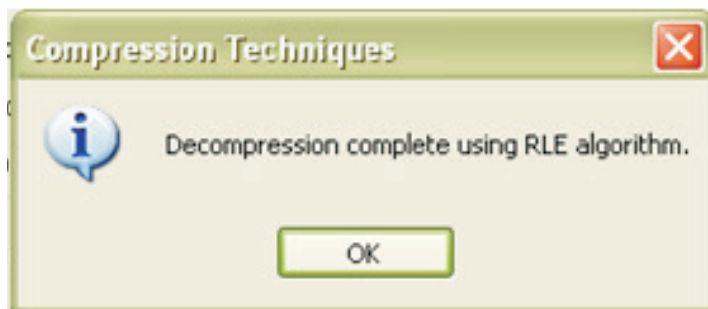 Compression Techniques
Decompression complete using RLE algorithm.
OK